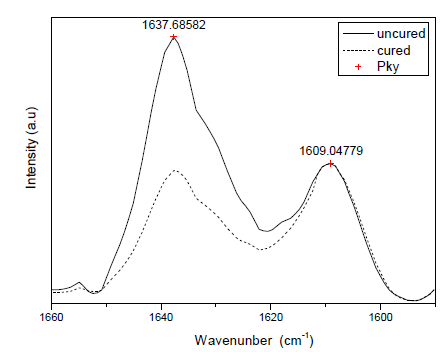 1637.68582
uncured
cured
Pky
1609.04779
Intensity (a.u)
1660
1640
1620
1600
Wavenunber (cm-1)